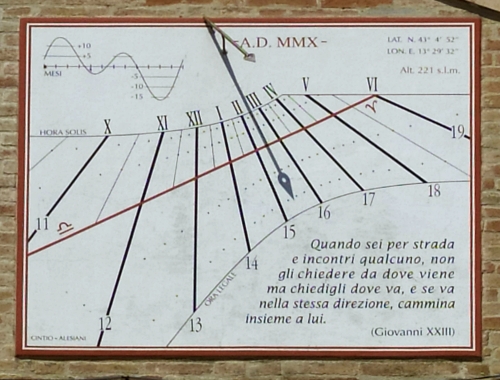 -A.D. MMX-
LAT. N. 43° 4' 52"
LON. E. 13° 29' 32"
Alt. 221 s.l.m.
+10
+5
MESI
-5
-10
-15
HORA SOLIS
X
XI
XII
I
II
III
IV
V
VI
♈
19
18
17
16
15
14
13
12
11
♎
ORA LEGALE
Quando sei per strada
e incontri qualcuno, non
gli chiedere da dove viene
ma chiedigli dove va, e se va
nella stessa direzione, cammina
insieme a lui.
(Giovanni XXIII)
CINTIO • ALESIANI